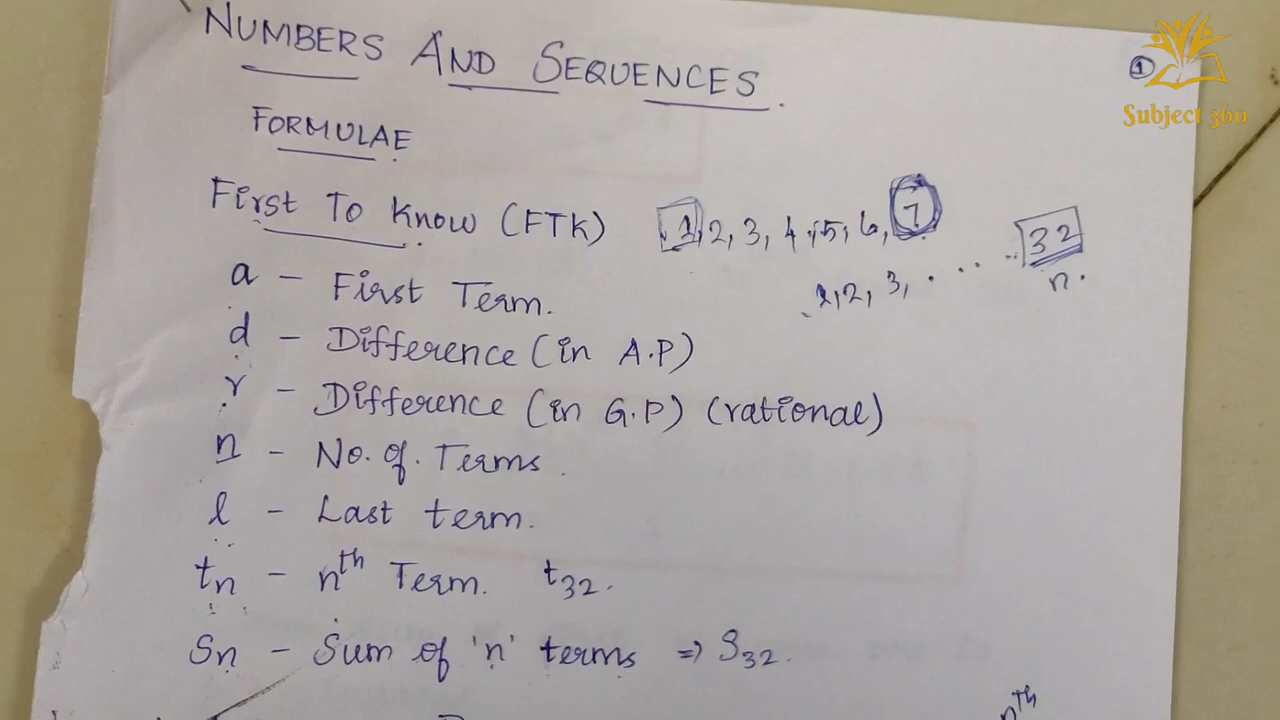 NUMBERS AND SEQUENCES.
①
Subject 360
FORMULAE
First To Know (FTK)
1, 2, 3, 4, 5, 6, 7
1, 2, 3, . . . . . 32
n.
a - First Term.
d - Difference (in A.P)
r - Difference (in G.P) (rational)
n - No. of. Terms.
l - Last term.
tn - nth Term. t32.
Sn - Sum of 'n' terms ⇒ S32.
nth